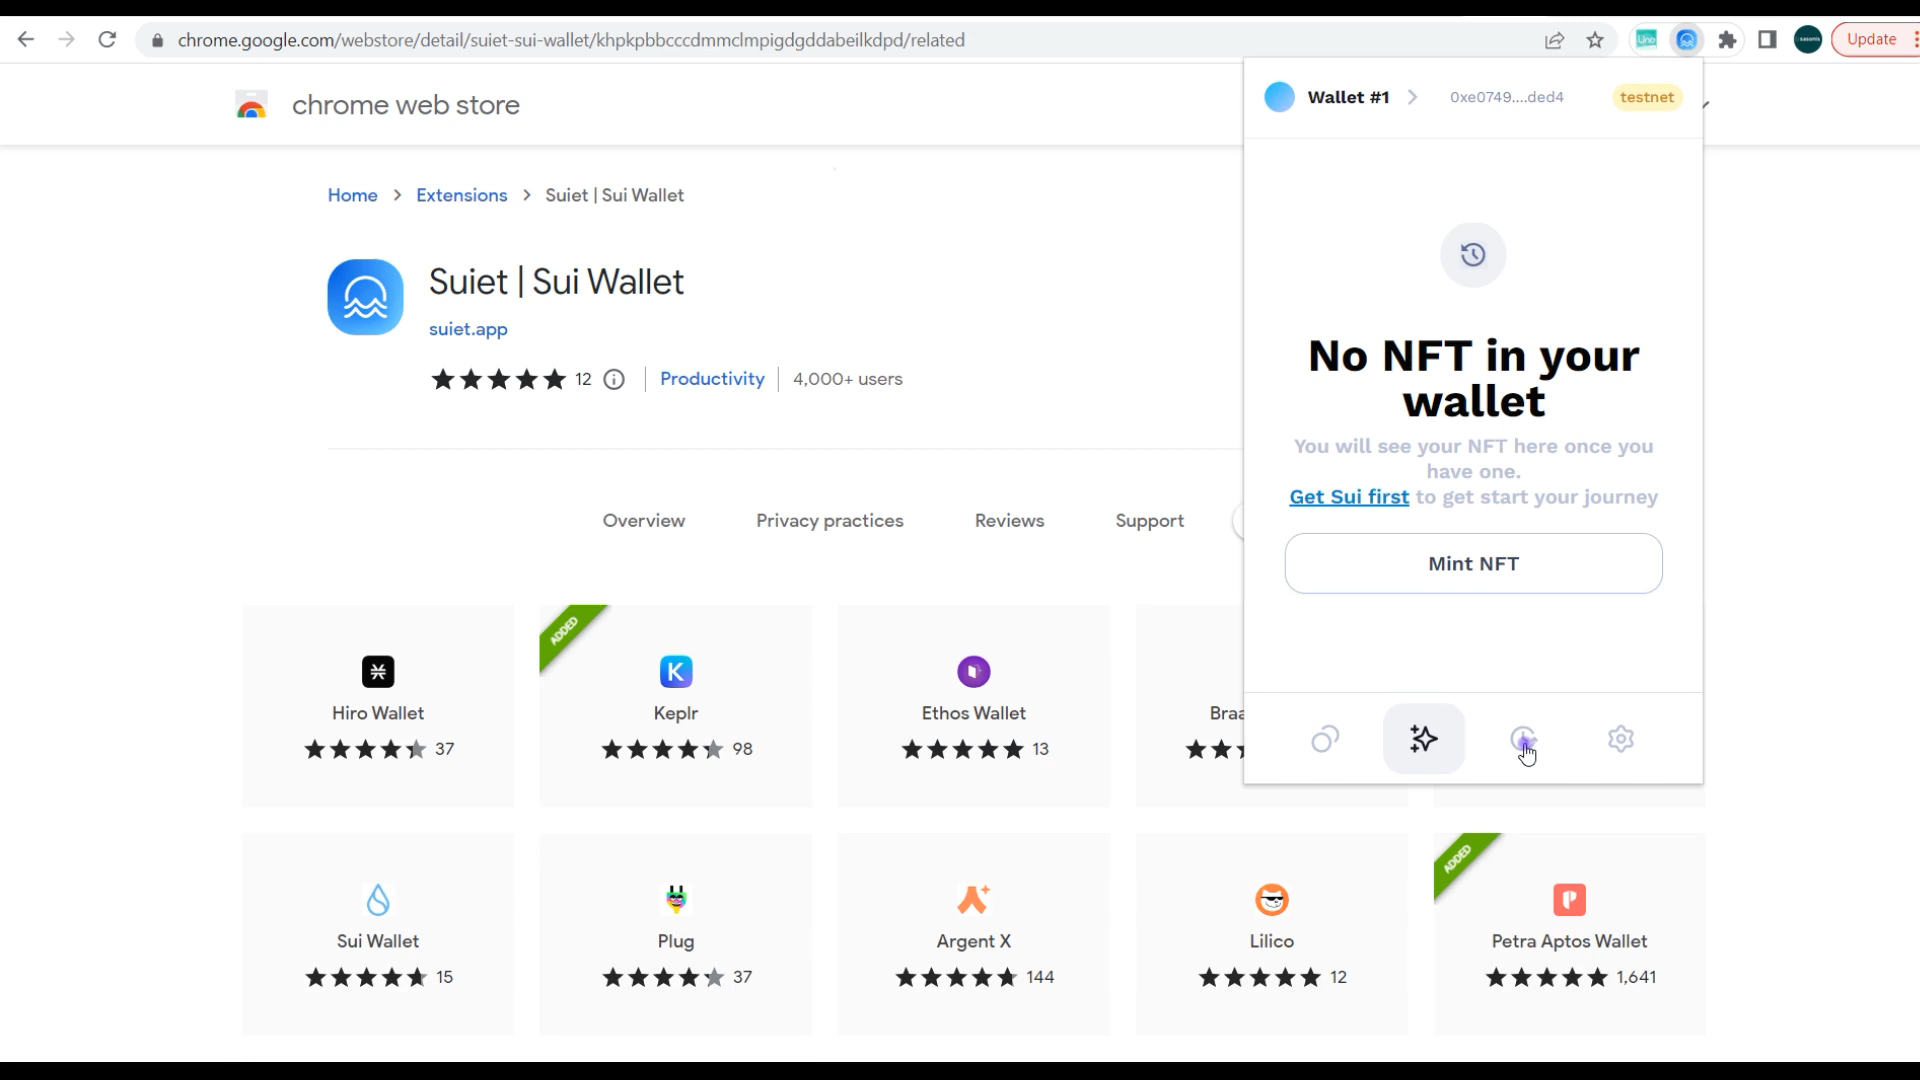 chrome.google.com/webstore/detail/suiet-sui-wallet/khpkpbbcccdmmclmpigdgddabeilkdpd/related
Update
chrome web store
Home > Extensions > Suiet | Sui Wallet
Suiet | Sui Wallet
suiet.app
12
Productivity
4,000+ users
Overview
Privacy practices
Reviews
Support
ADDED
Hiro Wallet
37
Keplr
98
Ethos Wallet
13
Braa
ADDED
Sui Wallet
15
Plug
37
Argent X
144
Lilico
12
Petra Aptos Wallet
1,641
Wallet #1
0xe0749....ded4
testnet
No NFT in your
wallet
You will see your NFT here once you
have one.
Get Sui first to get start your journey
Mint NFT